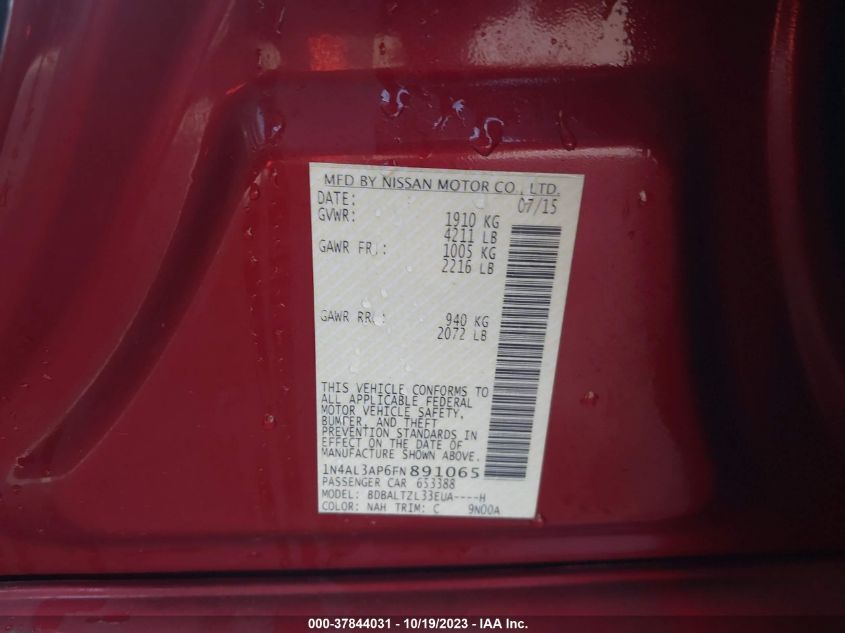 MFD BY NISSAN MOTOR CO., LTD.
DATE: 07/15
GVWR: 1910 KG
4211 LB
GAWR FR.: 1005 KG
2216 LB
GAWR RR.: 940 KG
2072 LB
THIS VEHICLE CONFORMS TO
ALL APPLICABLE FEDERAL
MOTOR VEHICLE SAFETY,
BUMPER, AND THEFT
PREVENTION STANDARDS IN
EFFECT ON THE DATE OF
MANUFACTURE SHOWN ABOVE.
1N4AL3AP6FN891065
PASSENGER CAR 653388
MODEL: BDBALTZL33EUA----H
COLOR: NAH TRIM: C 9N00A
000-37844031 - 10/19/2023 - IAA Inc.